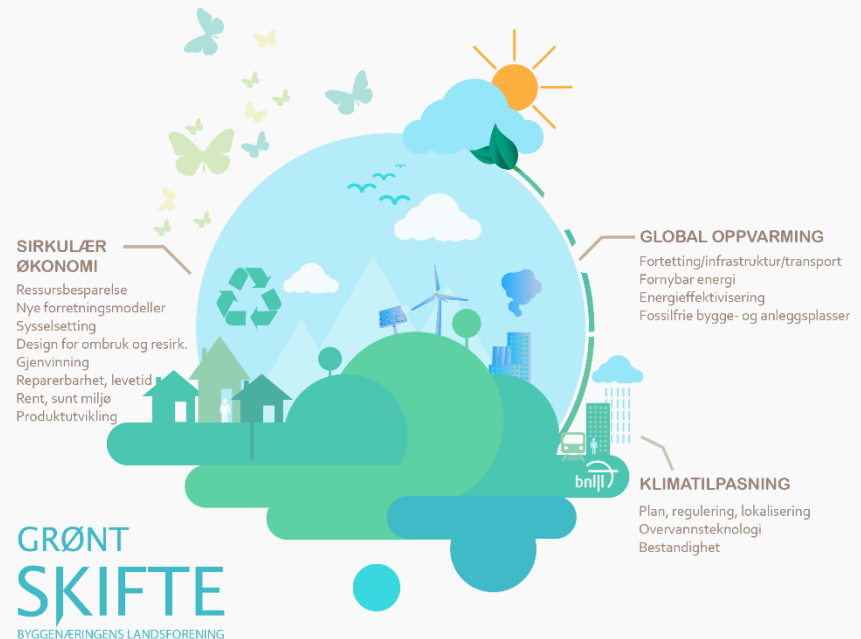 SIRKULÆR
ØKONOMI
Ressursbesparelse
Nye forretningsmodeller
Sysselsetting
Design for ombruk og resirk.
Gjenvinning
Reparerbarhet, levetid
Rent, sunt miljø
Produktutvikling
GLOBAL OPPVARMING
Fortetting/infrastruktur/transport
Fornybar energi
Energieffektivisering
Fossilfrie bygge- og anleggsplasser
bnl
KLIMATILPASNING
Plan, regulering, lokalisering
Overvannsteknologi
Bestandighet
GRØNT
SKIFTE
BYGGENÆRINGENS LANDSFORENING